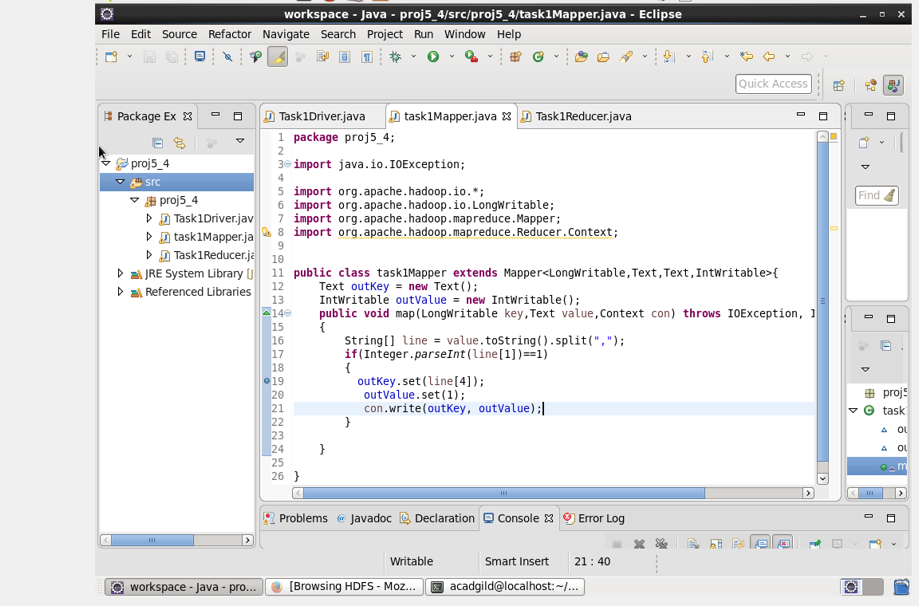 workspace - Java - proj5_4/src/proj5_4/task1Mapper.java - Eclipse
File Edit Source Refactor Navigate Search Project Run Window Help
Quick Access
Package Ex
Task1Driver.java task1Mapper.java Task1Reducer.java
proj5_4
src
proj5_4
Task1Driver.jav
task1Mapper.ja
Task1Reducer.ja
JRE System Library [
Referenced Libraries
1 package proj5_4;
2
3 import java.io.IOException;
4
5 import org.apache.hadoop.io.*;
6 import org.apache.hadoop.io.LongWritable;
7 import org.apache.hadoop.mapreduce.Mapper;
8 import org.apache.hadoop.mapreduce.Reducer.Context;
9
10
11 public class task1Mapper extends Mapper<LongWritable,Text,Text,IntWritable>{
12 Text outKey = new Text();
13 IntWritable outValue = new IntWritable();
14 public void map(LongWritable key,Text value,Context con) throws IOException, I
15 {
16 String[] line = value.toString().split(",");
17 if(Integer.parseInt(line[1])==1)
18 {
19 outKey.set(line[4]);
20 outValue.set(1);
21 con.write(outKey, outValue);
22 }
23
24 }
25
26 }
Find
proj5
task
ou
ou
m
Problems Javadoc Declaration Console Error Log
Writable Smart Insert 21 : 40
workspace - Java - pro... [Browsing HDFS - Moz... acadgild@localhost:~/...